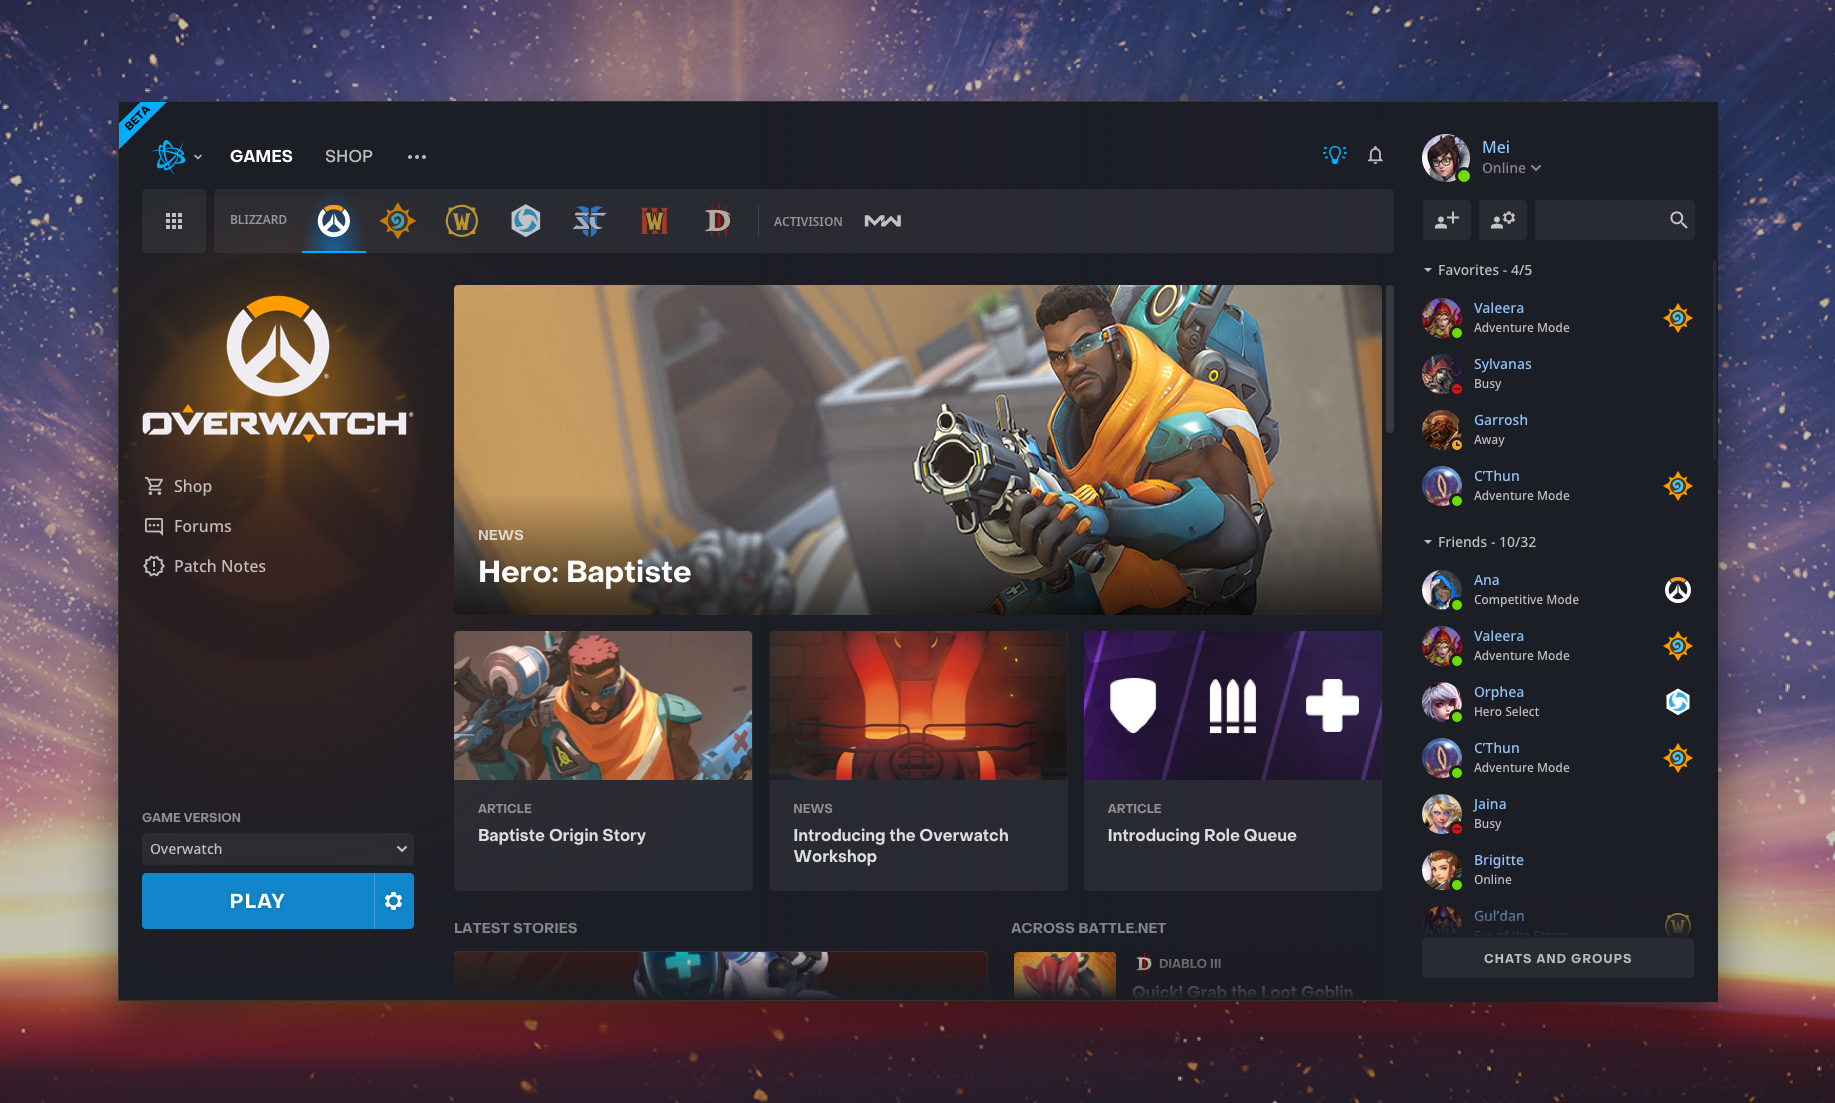 BETA
GAMES
SHOP
BLIZZARD
ACTIVISION
OVERWATCH
Shop
Forums
Patch Notes
GAME VERSION
Overwatch
PLAY
NEWS
Hero: Baptiste
ARTICLE
Baptiste Origin Story
NEWS
Introducing the Overwatch
Workshop
ARTICLE
Introducing Role Queue
LATEST STORIES
ACROSS BATTLE.NET
DIABLO III
Quick! Grab the Loot Goblin
Mei
Online
Favorites - 4/5
Valeera
Adventure Mode
Sylvanas
Busy
Garrosh
Away
C'Thun
Adventure Mode
Friends - 10/32
Ana
Competitive Mode
Valeera
Adventure Mode
Orphea
Hero Select
C'Thun
Adventure Mode
Jaina
Busy
Brigitte
Online
Gul'dan
Eye of the Storm
CHATS AND GROUPS